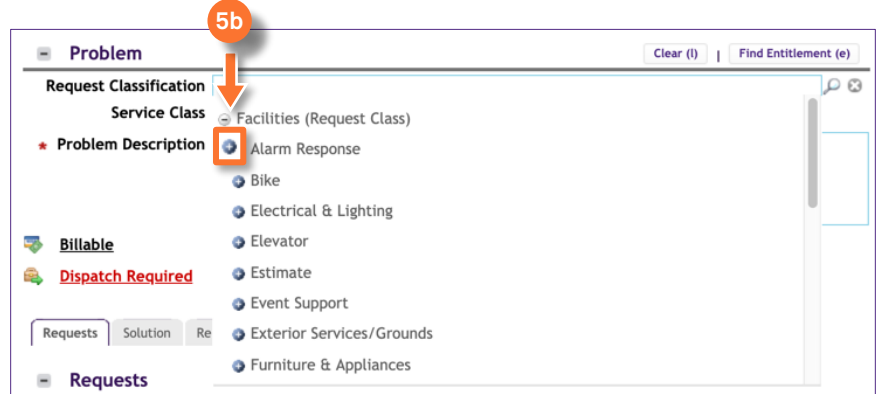 5b
Problem
Clear (l) | Find Entitlement (e)
Request Classification
Service Class
Facilities (Request Class)
* Problem Description
Alarm Response
Bike
Electrical & Lighting
Billable
Elevator
Dispatch Required
Estimate
Event Support
Requests Solution Re
Exterior Services/Grounds
Furniture & Appliances
Requests